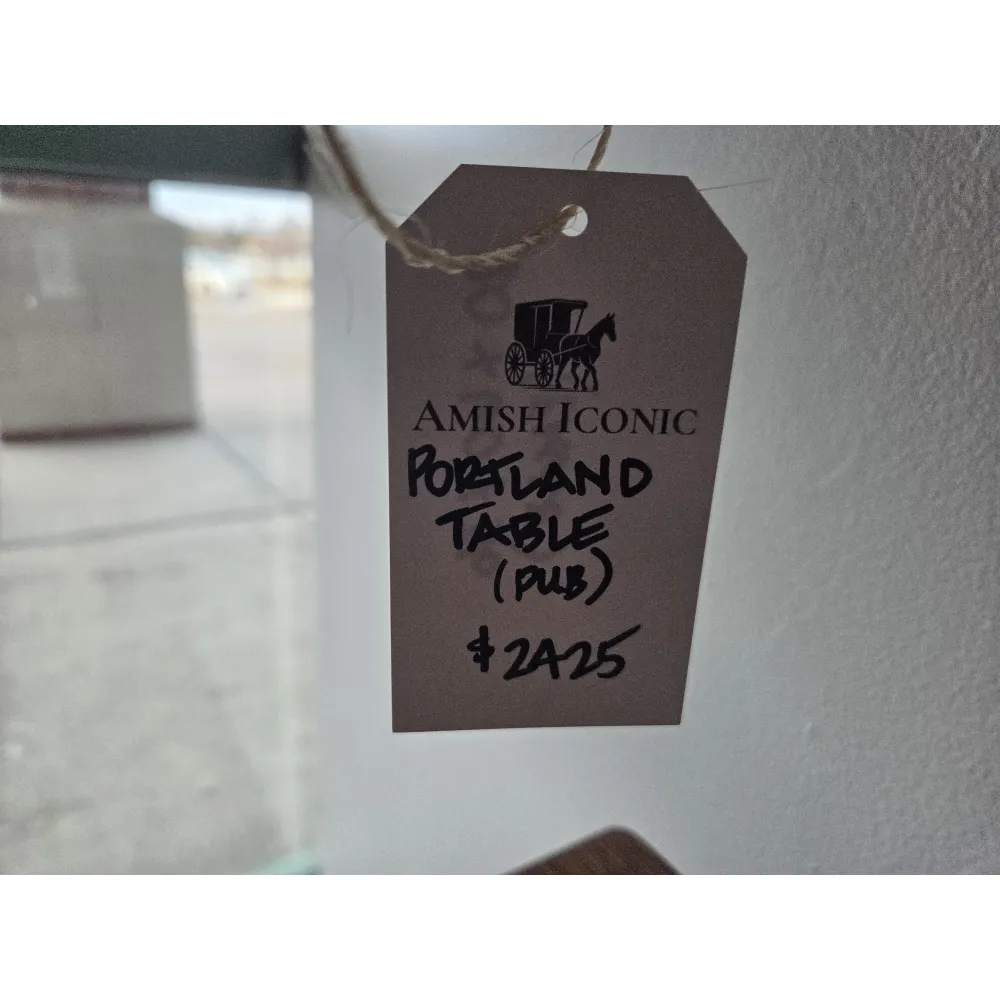 AMISH ICONIC
PORTLAND
TABLE
(PUB)
$2425